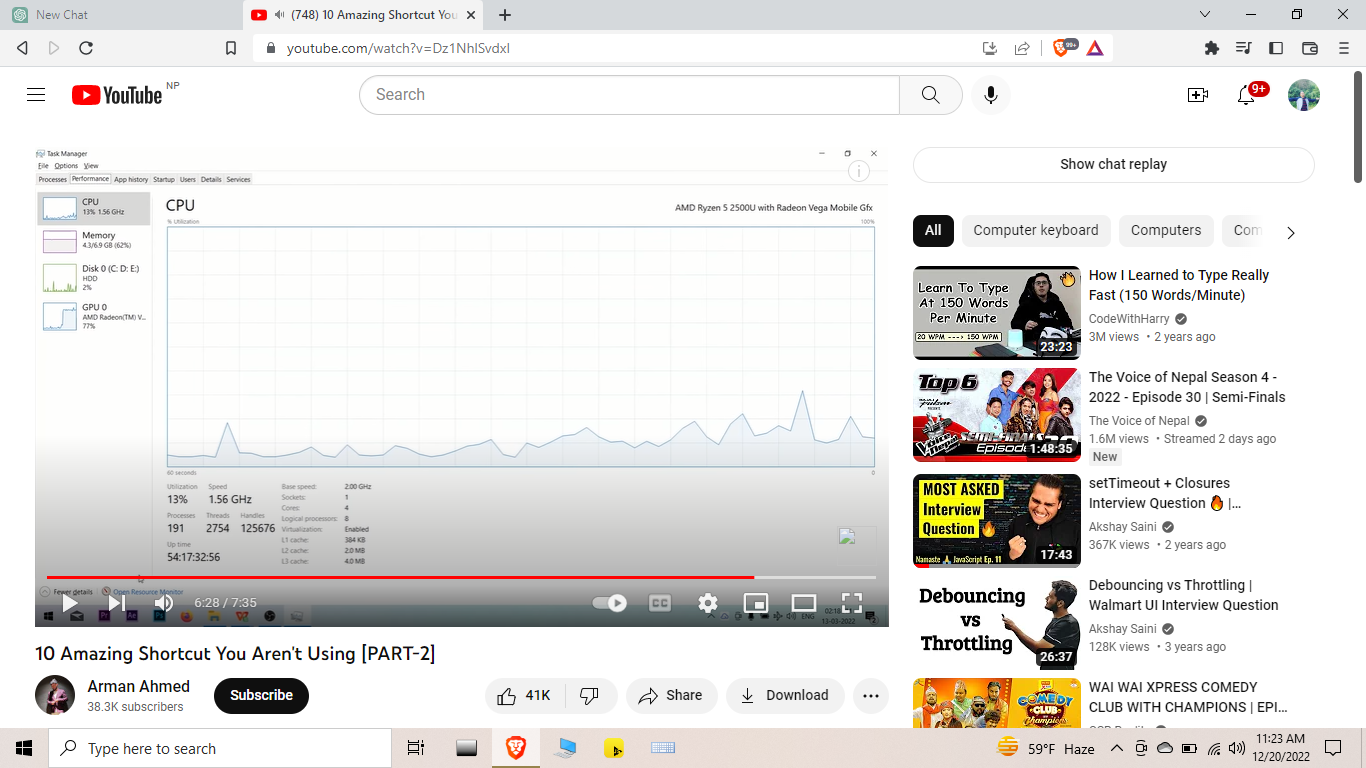 New Chat
(748) 10 Amazing Shortcut You
youtube.com/watch?v=Dz1NhlSvdxI
99+
YouTube NP
Search
9+
Task Manager
File Options View
Processes Performance App history Startup Users Details Services
CPU
13% 1.56 GHz
Memory
4.3/6.9 GB (62%)
Disk 0 (C: D: E:)
HDD
2%
GPU 0
AMD Radeon(TM) V...
77%
CPU
AMD Ryzen 5 2500U with Radeon Vega Mobile Gfx
% Utilization
100%
60 seconds
0
Utilization Speed
13% 1.56 GHz
Processes Threads Handles
191 2754 125676
Up time
54:17:32:56
Base speed: 2.00 GHz
Sockets: 1
Cores: 4
Logical processors: 8
Virtualization: Enabled
L1 cache: 384 KB
L2 cache: 2.0 MB
L3 cache: 4.0 MB
Fewer details
Open Resource Monitor
6:28 / 7:35
CC
ENG
13-09-2022
10 Amazing Shortcut You Aren't Using [PART-2]
Arman Ahmed
38.3K subscribers
Subscribe
41K
Share
Download
Show chat replay
All
Computer keyboard
Computers
Com
Learn To Type
At 150 Words
Per Minute
20 WPM ---> 150 WPM
23:23
How I Learned to Type Really
Fast (150 Words/Minute)
CodeWithHarry
3M views • 2 years ago
Top 6
PRESENTS
Voice
SEMI-FINALS
Episode
1:48:35
The Voice of Nepal Season 4 -
2022 - Episode 30 | Semi-Finals
The Voice of Nepal
1.6M views • Streamed 2 days ago
New
MOST ASKED
Interview
Question 🔥
Namaste 🙏 JavaScript Ep. 11
17:43
setTimeout + Closures
Interview Question 🔥 |...
Akshay Saini
367K views • 2 years ago
Debouncing
vs
Throttling
26:37
Debouncing vs Throttling |
Walmart UI Interview Question
Akshay Saini
128K views • 3 years ago
COMEDY
CLUB
WITH Champions
WAI WAI XPRESS COMEDY
CLUB WITH CHAMPIONS | EPI...
Type here to search
59°F Haze
11:23 AM
12/20/2022